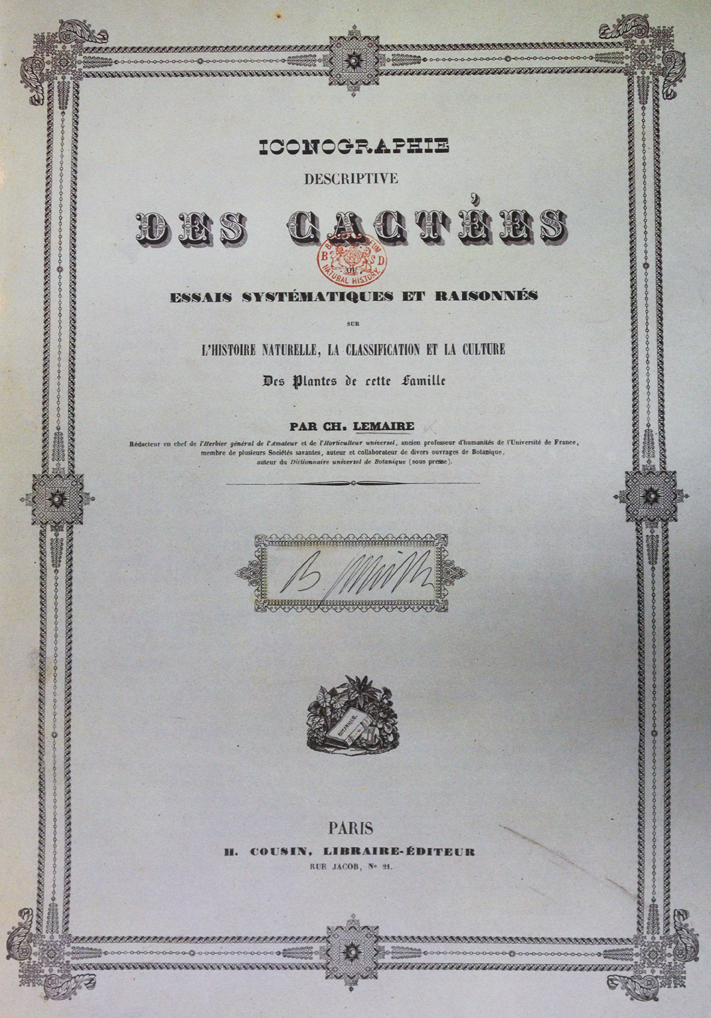 ICONOGRAPHIE
DESCRIPTIVE
DES CACTÉES
ESSAIS SYSTÉMATIQUES ET RAISONNÉS
SUR
L'HISTOIRE NATURELLE, LA CLASSIFICATION ET LA CULTURE
Des Plantes de cette Famille
PAR CH. LEMAIRE
Rédacteur en chef de l'Herbier général de l'Amateur et de l'Horticulteur universel, ancien professeur d'humanités de l'Université de France,
membre de plusieurs Sociétés savantes, auteur et collaborateur de divers ouvrages de Botanique,
auteur du Dictionnaire universel de Botanique (sous presse).
BOTANIQUE
PARIS
H. COUSIN, LIBRAIRE-ÉDITEUR
RUE JACOB, No 21.